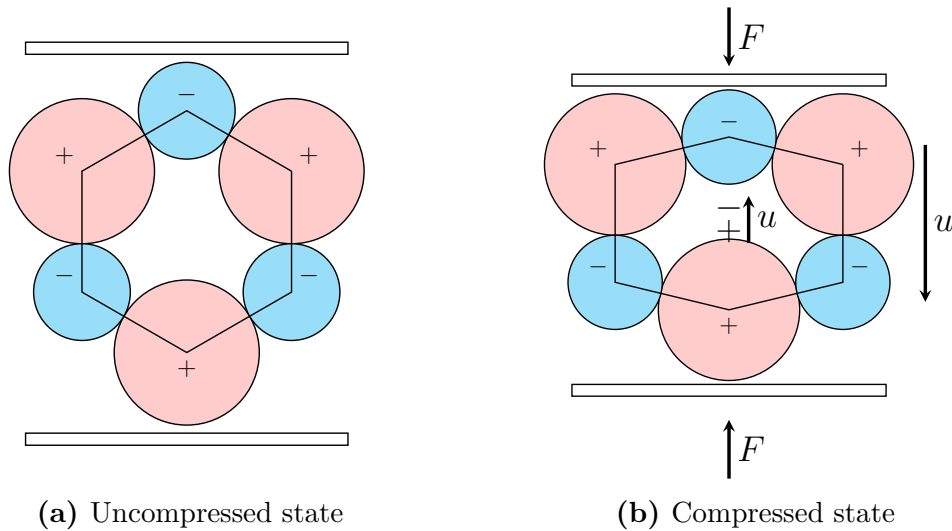 F
−
−
+
+
+
+
−
u
u
−
+
−
−
−
−
+
+
F
(a) Uncompressed state
(b) Compressed state